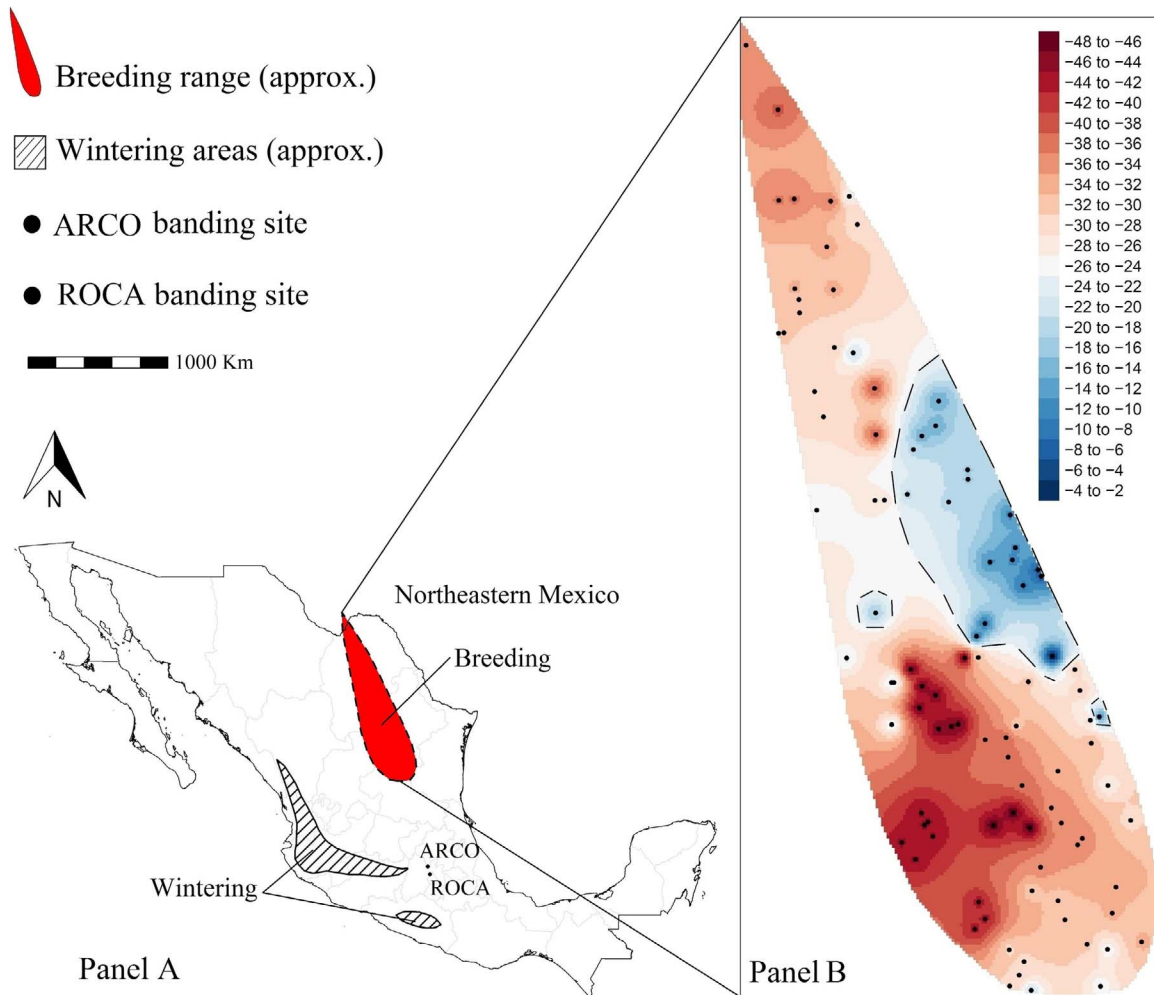 Breeding range (approx.)
Wintering areas (approx.)
ARCO banding site
ROCA banding site
1000 Km
N
Northeastern Mexico
Breeding
ARCO
ROCA
Wintering
Panel A
−48 to −46
−46 to −44
−44 to −42
−42 to −40
−40 to −38
−38 to −36
−36 to −34
−34 to −32
−32 to −30
−30 to −28
−28 to −26
−26 to −24
−24 to −22
−22 to −20
−20 to −18
−18 to −16
−16 to −14
−14 to −12
−12 to −10
−10 to −8
−8 to −6
−6 to −4
−4 to −2
Panel B